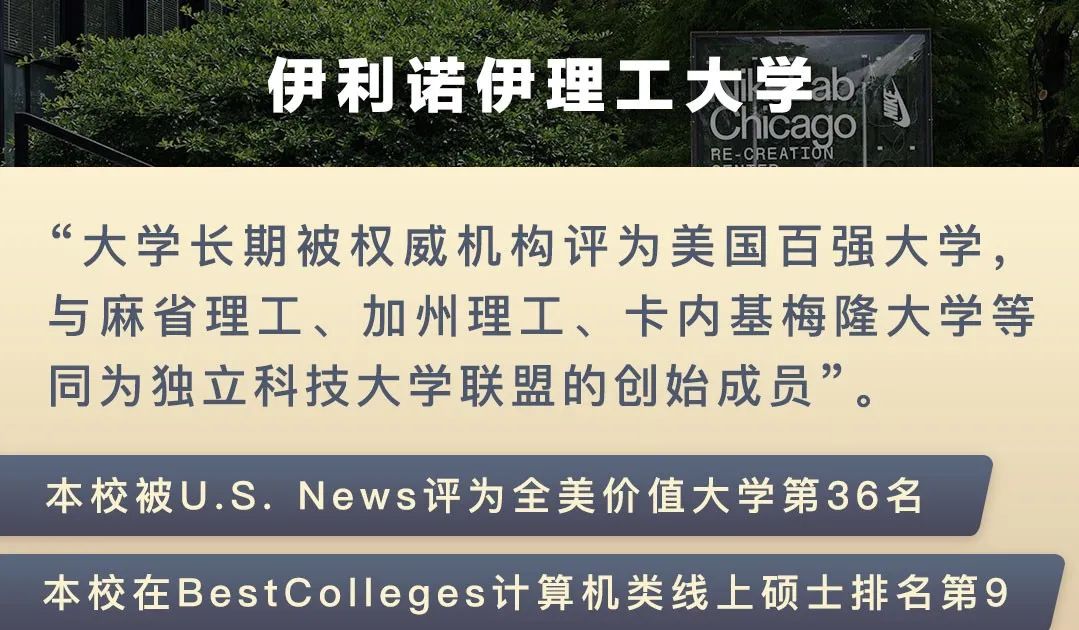 伊利诺伊理工大学
Chicago
RE-CREATION
“大学长期被权威机构评为美国百强大学，
与麻省理工、加州理工、卡内基梅隆大学等
同为独立科技大学联盟的创始成员”。
本校被U.S. News评为全美价值大学第36名
本校在BestColleges计算机类线上硕士排名第9